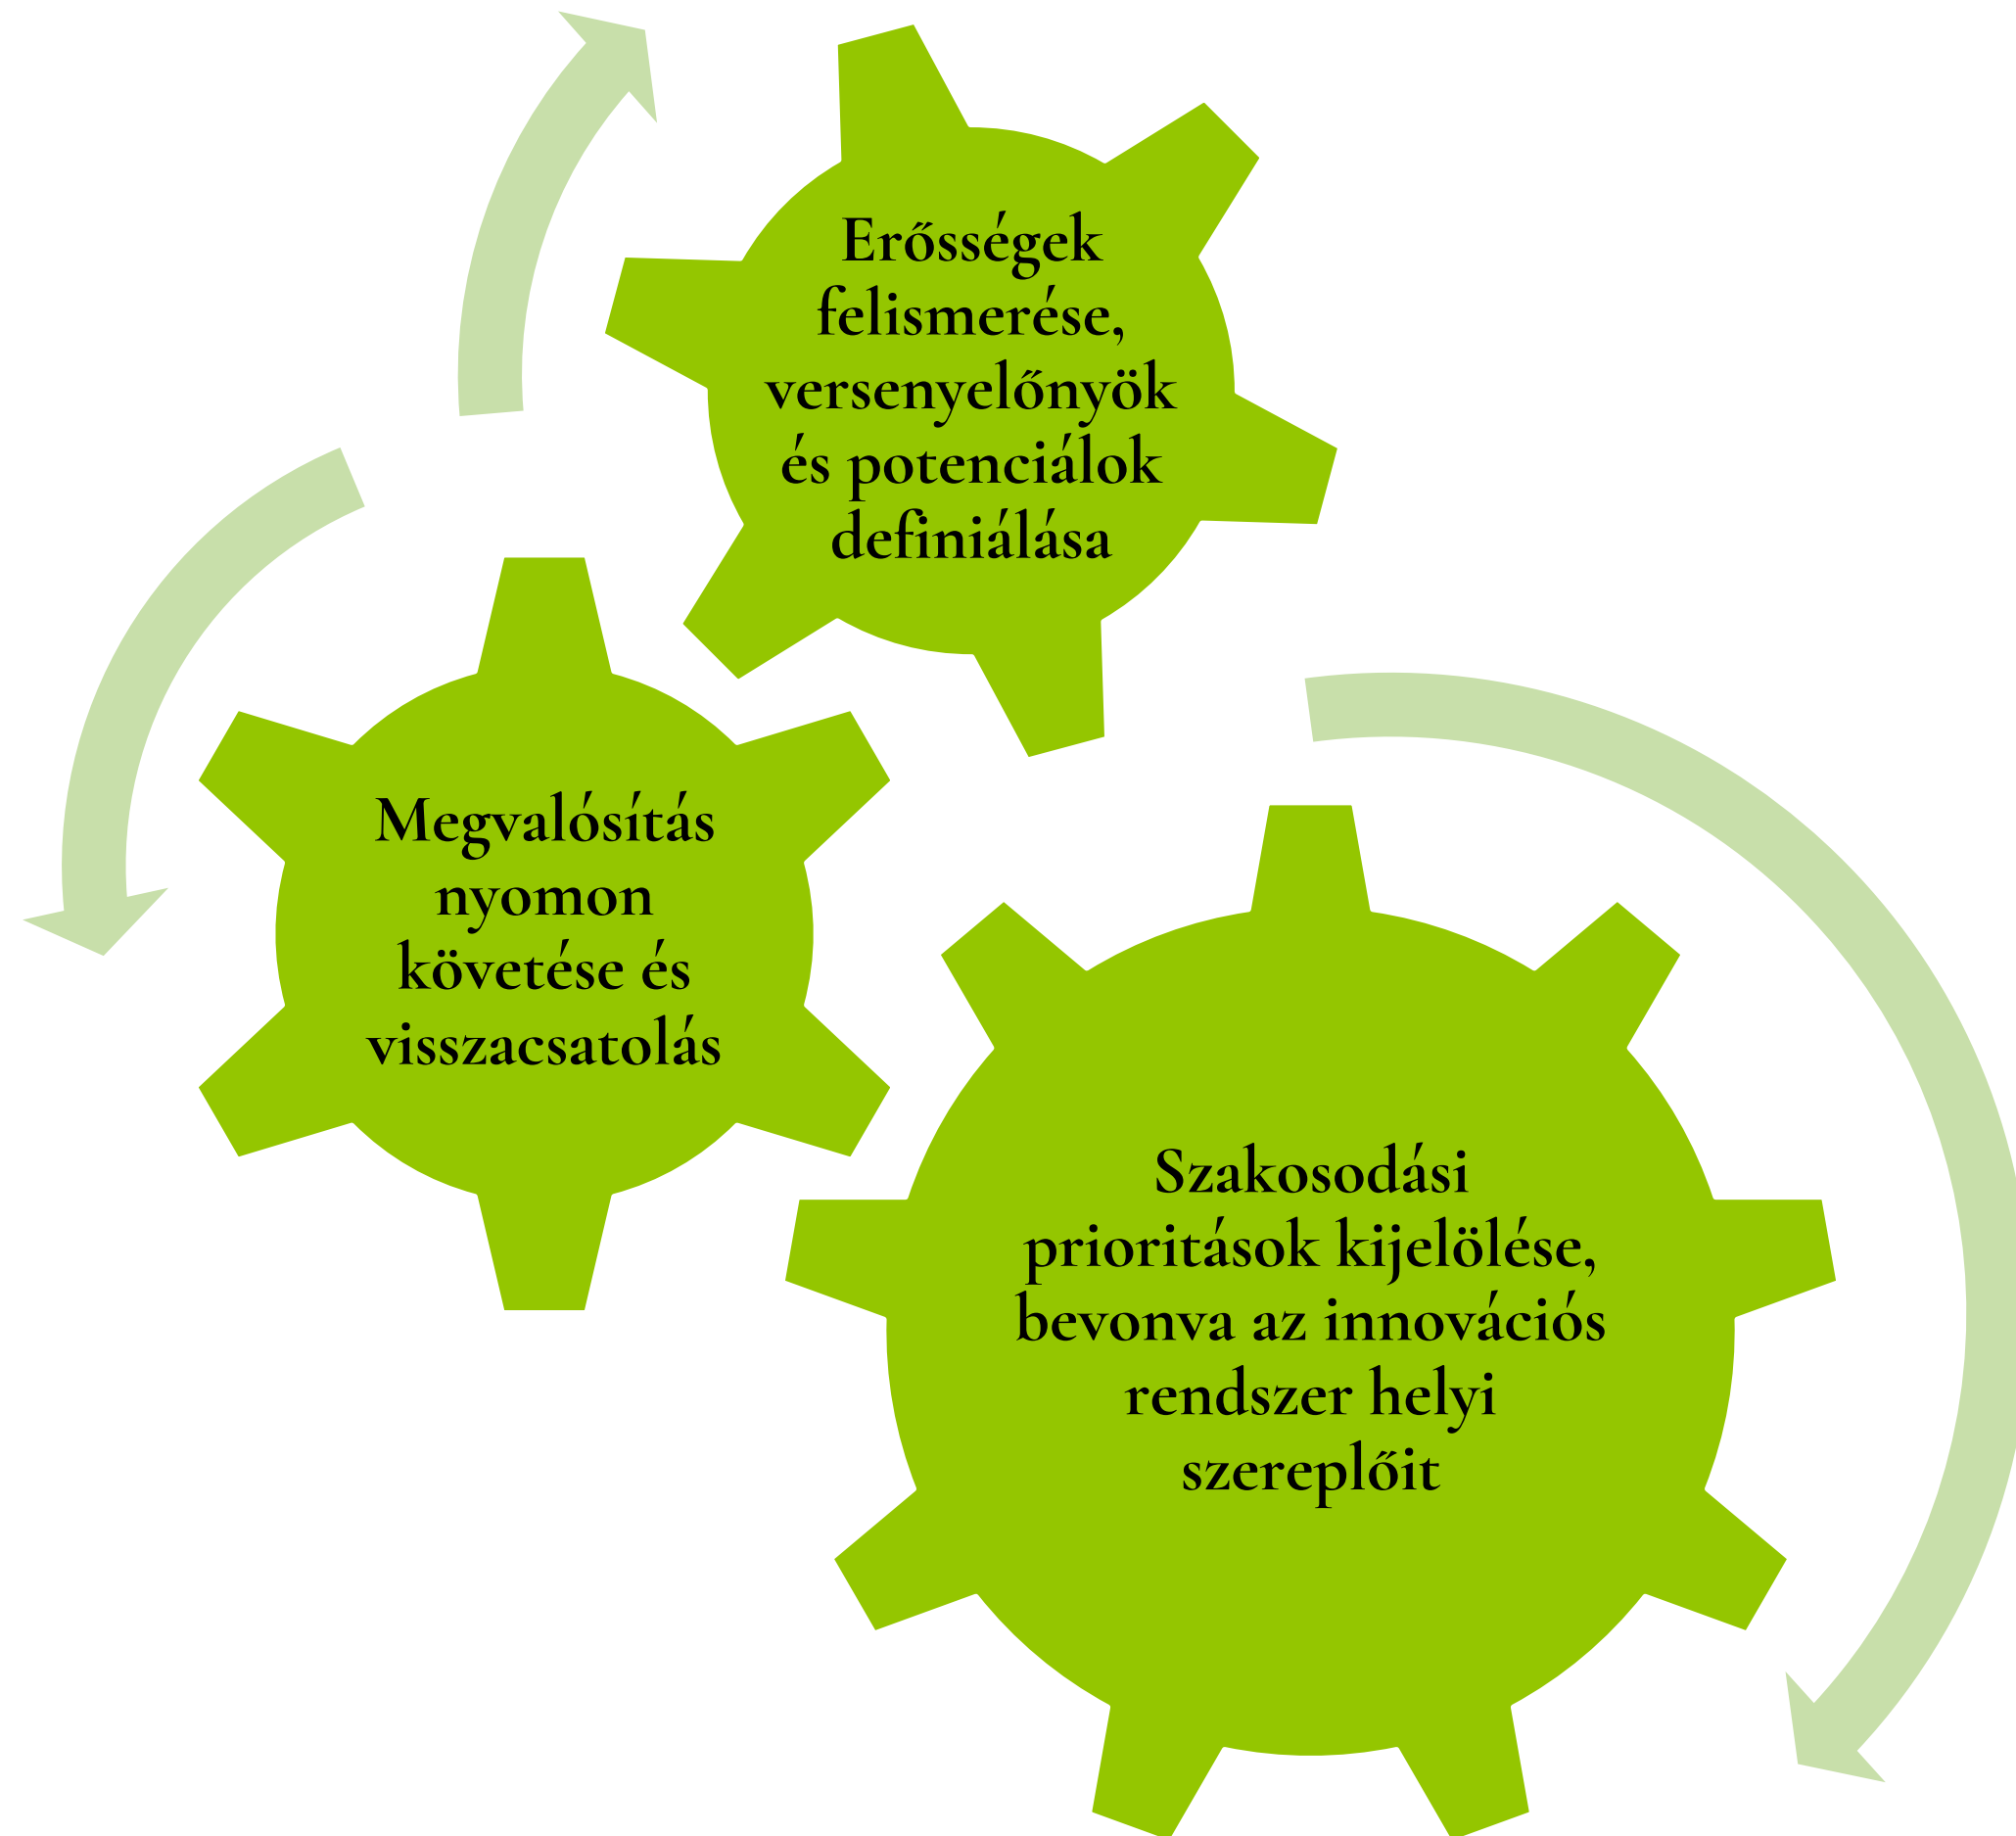 Erősségek
felismerése,
versenyelőnyök
és potenciálok
definiálása
Megvalósítás
nyomon
követése és
visszacsatolás
Szakosodási
prioritások kijelölése,
bevonva az innovációs
rendszer helyi
szereplőit